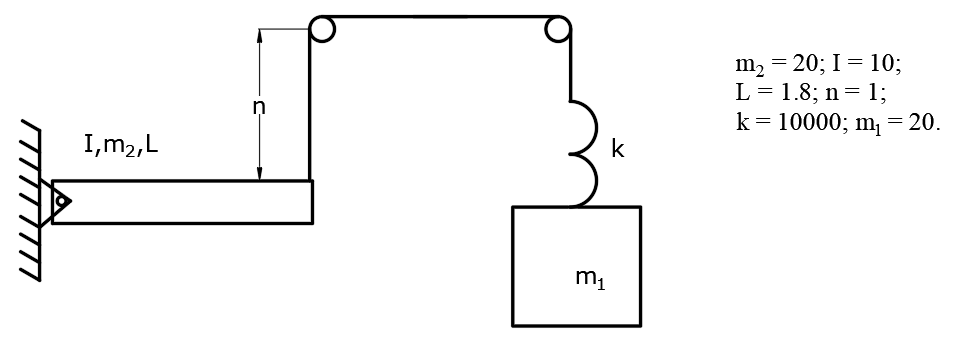 n
I,m₂,L
k
m₁
m₂ = 20; I = 10;
L = 1.8; n = 1;
k = 10000; m₁ = 20.